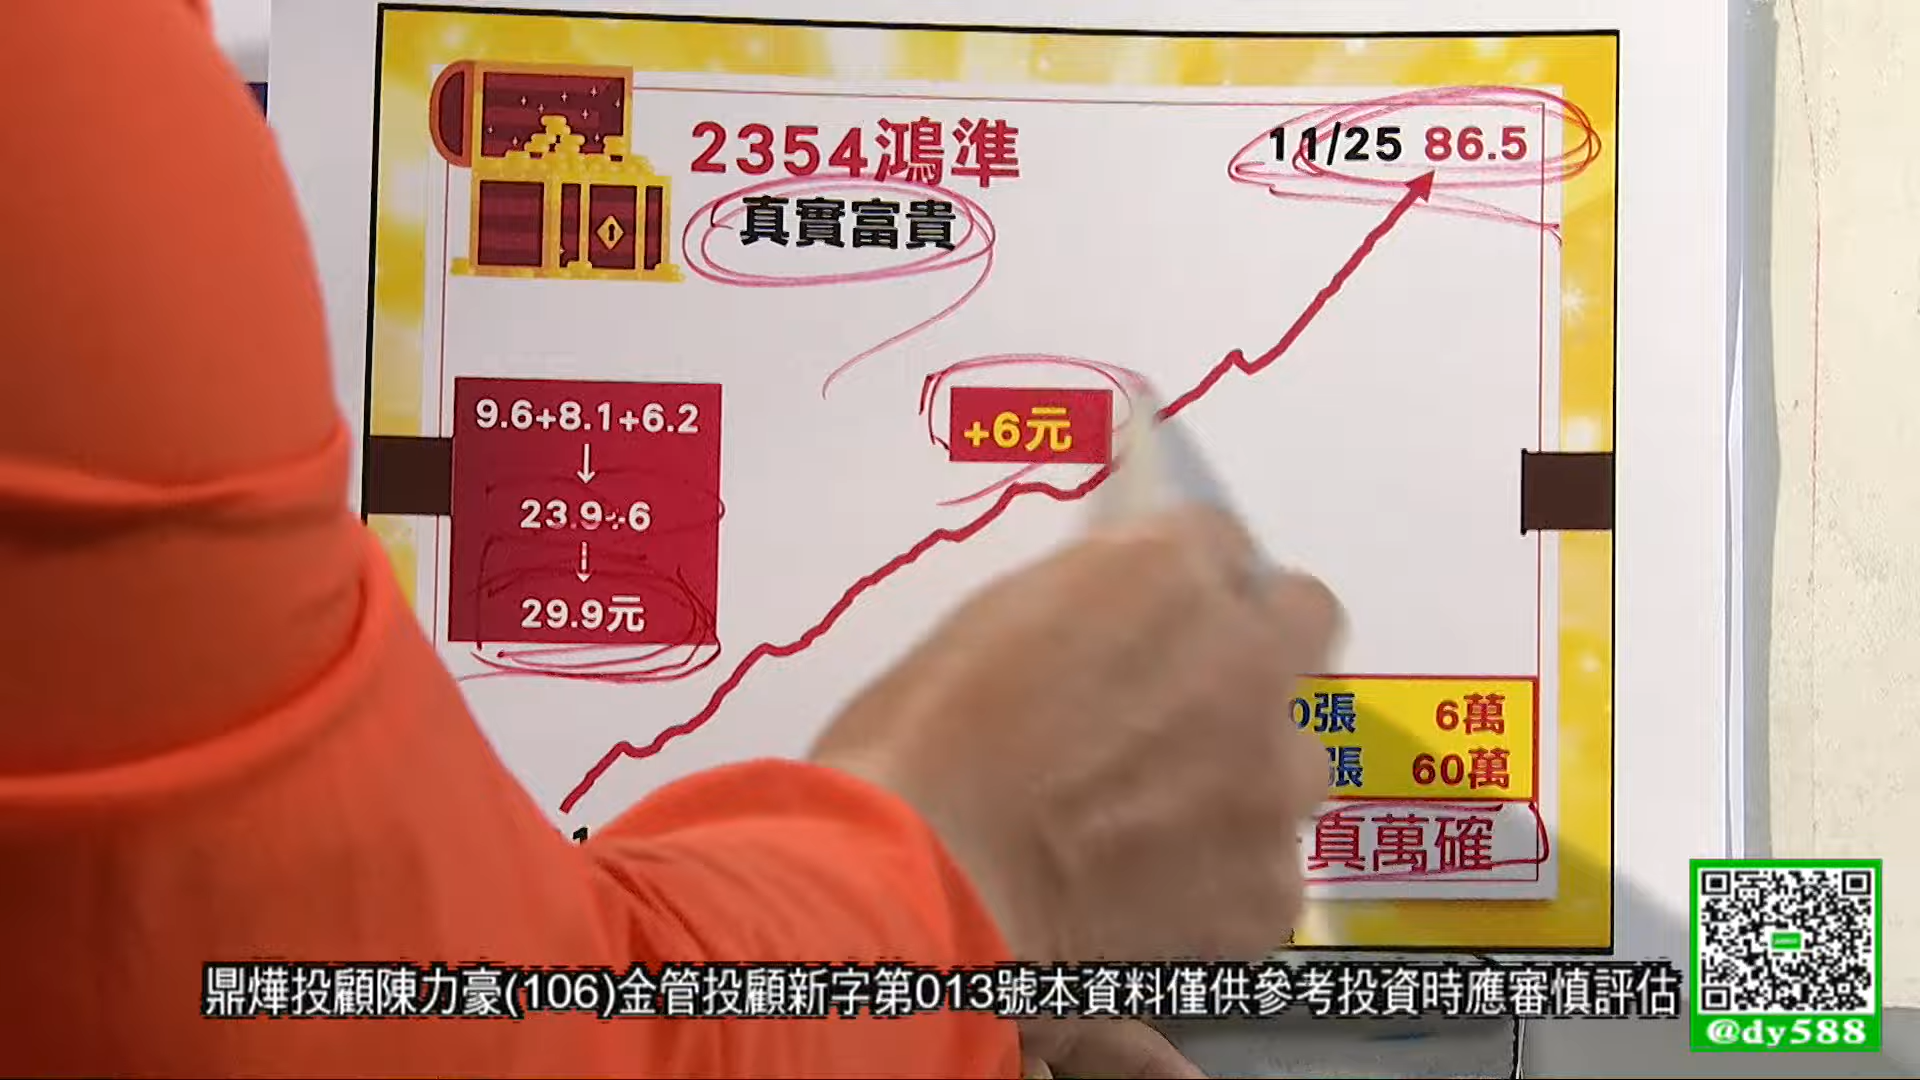 2354鴻準
真實富貴
11/25 86.5
9.6+8.1+6.2
↓
23.9÷6
↓
29.9元
+6元
0張 6萬
張 60萬
真萬確
鼎燁投顧陳力豪(106)金管投顧新字第013號本資料僅供參考投資時應審慎評估
@dy588